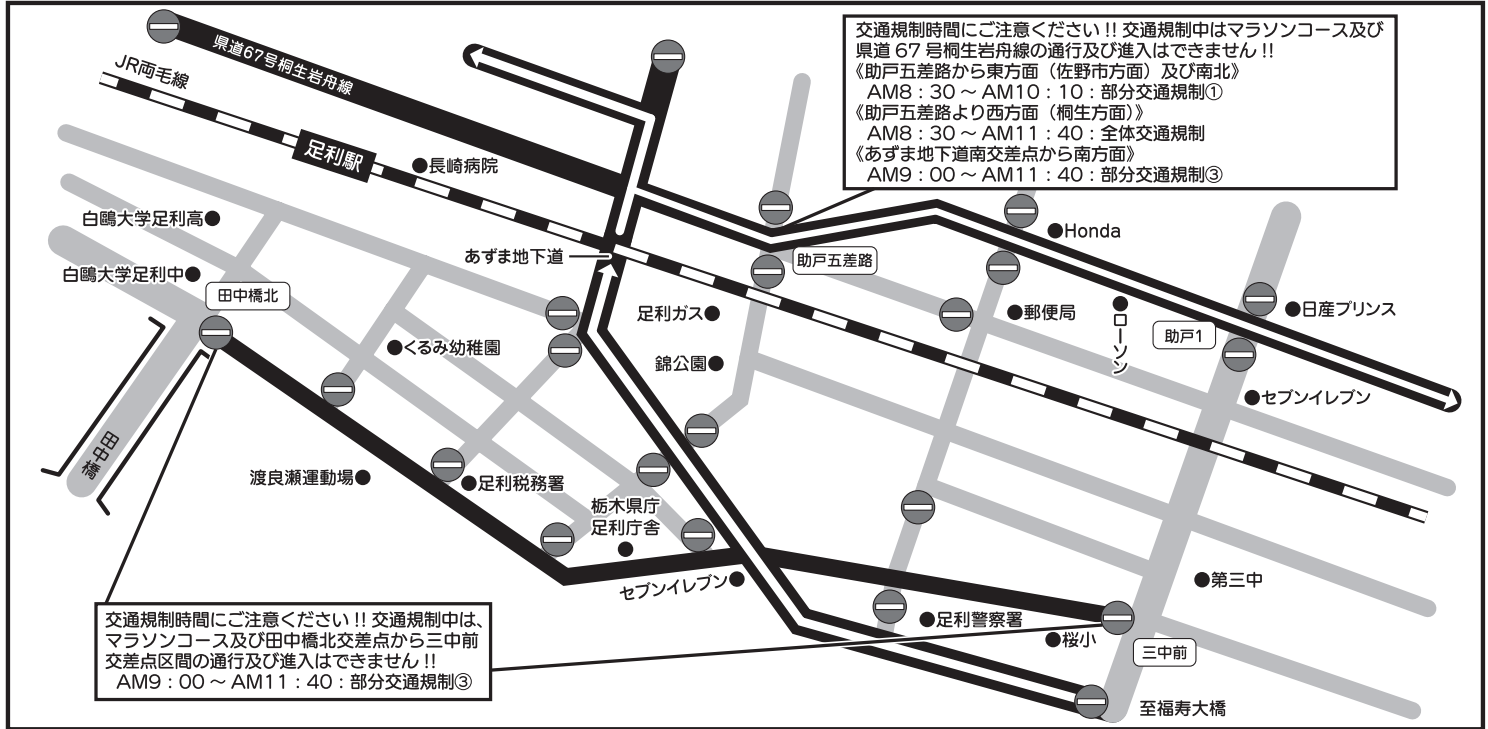 交通規制時間にご注意ください!! 交通規制中はマラソンコース及び
県道67号桐生岩舟線の通行及び進入はできません!!
《助戸五差路から東方面（佐野市方面）及び南北》
AM8：30～AM10：10：部分交通規制①
《助戸五差路より西方面（桐生方面）》
AM8：30～AM11：40：全体交通規制
《あずま地下道南交差点から南方面》
AM9：00～AM11：40：部分交通規制③
県道67号桐生岩舟線
JR両毛線
足利駅
長崎病院
白鷗大学足利高
白鷗大学足利中
田中橋北
あずま地下道
助戸五差路
Honda
足利ガス
郵便局
ローソン
助戸1
日産プリンス
くるみ幼稚園
錦公園
セブンイレブン
田中橋
渡良瀬運動場
足利税務署
栃木県庁
足利庁舎
セブンイレブン
第三中
足利警察署
桜小
三中前
至福寿大橋
交通規制時間にご注意ください!! 交通規制中は、
マラソンコース及び田中橋北交差点から三中前
交差点区間の通行及び進入はできません!!
AM9：00～AM11：40：部分交通規制③